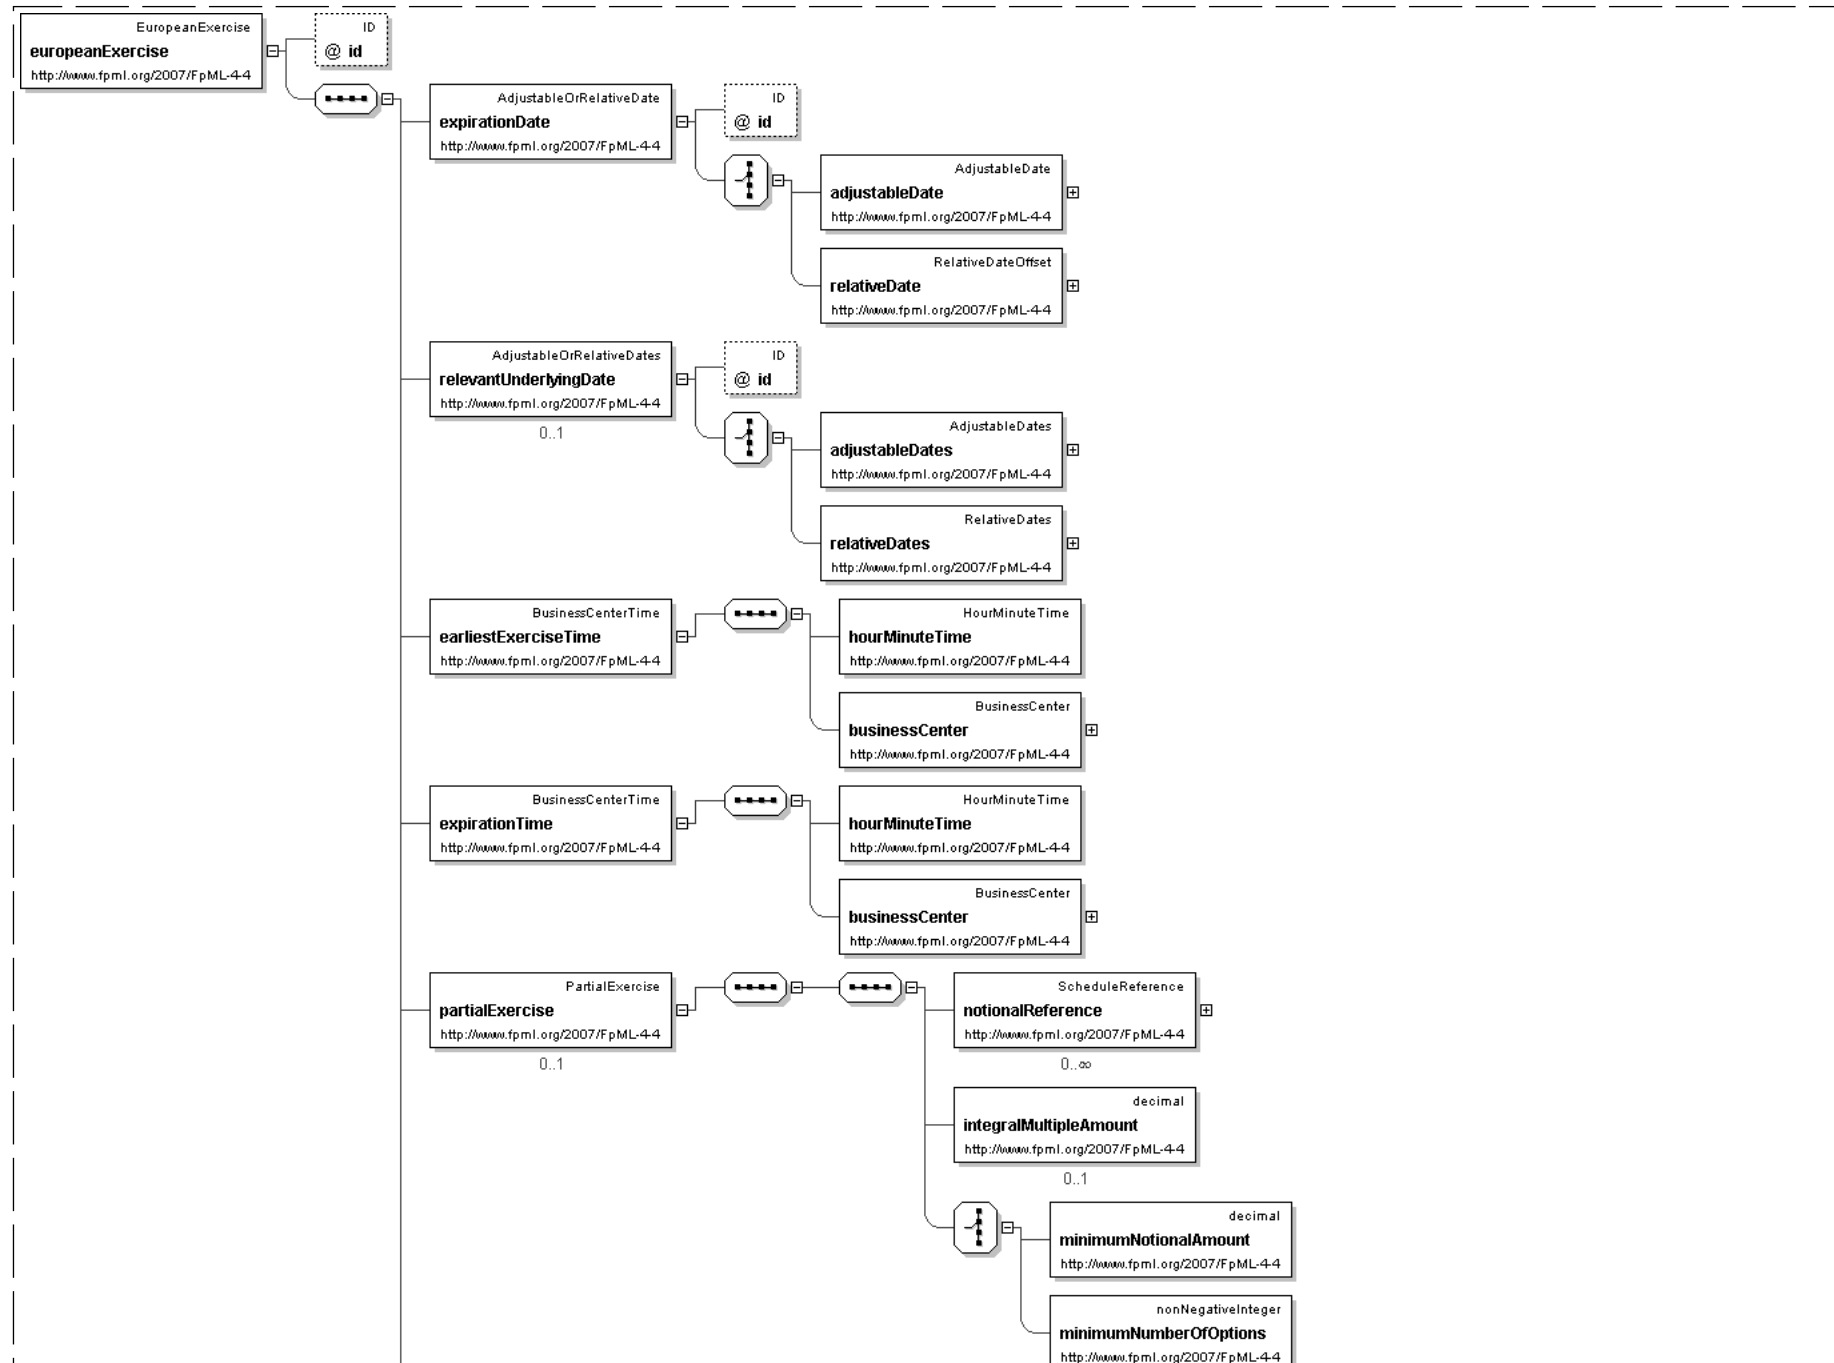 EuropeanExercise
europeanExercise
http://www.fpml.org/2007/FpML-4-4
ID
@ id
AdjustableOrRelativeDate
expirationDate
http://www.fpml.org/2007/FpML-4-4
ID
@ id
AdjustableDate
adjustableDate
http://www.fpml.org/2007/FpML-4-4
RelativeDateOffset
relativeDate
http://www.fpml.org/2007/FpML-4-4
AdjustableOrRelativeDates
relevantUnderlyingDate
http://www.fpml.org/2007/FpML-4-4
0..1
ID
@ id
AdjustableDates
adjustableDates
http://www.fpml.org/2007/FpML-4-4
RelativeDates
relativeDates
http://www.fpml.org/2007/FpML-4-4
BusinessCenterTime
earliestExerciseTime
http://www.fpml.org/2007/FpML-4-4
HourMinuteTime
hourMinuteTime
http://www.fpml.org/2007/FpML-4-4
BusinessCenter
businessCenter
http://www.fpml.org/2007/FpML-4-4
BusinessCenterTime
expirationTime
http://www.fpml.org/2007/FpML-4-4
HourMinuteTime
hourMinuteTime
http://www.fpml.org/2007/FpML-4-4
BusinessCenter
businessCenter
http://www.fpml.org/2007/FpML-4-4
PartialExercise
partialExercise
http://www.fpml.org/2007/FpML-4-4
0..1
ScheduleReference
notionalReference
http://www.fpml.org/2007/FpML-4-4
0..∞
decimal
integralMultipleAmount
http://www.fpml.org/2007/FpML-4-4
0..1
decimal
minimumNotionalAmount
http://www.fpml.org/2007/FpML-4-4
nonNegativeInteger
minimumNumberOfOptions
http://www.fpml.org/2007/FpML-4-4